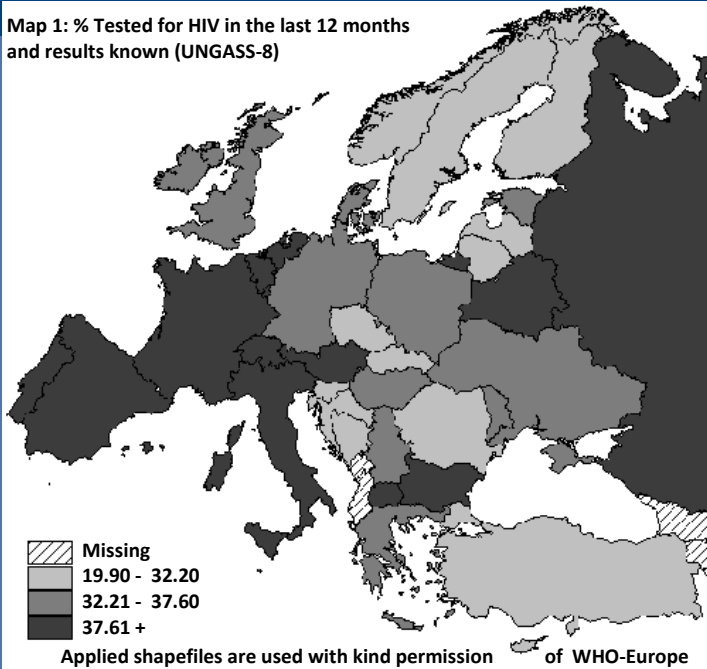 Map 1: % Tested for HIV in the last 12 months
and results known (UNGASS-8)
Missing
19.90 - 32.20
32.21 - 37.60
37.61 +
Applied shapefiles are used with kind permission of WHO-Europe